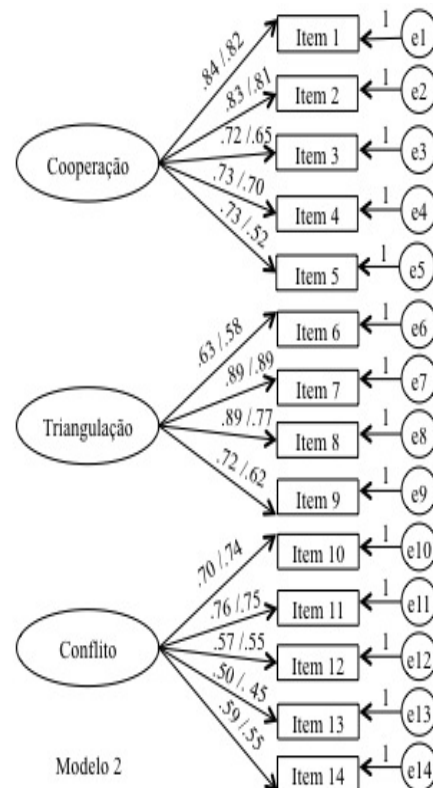 .84 /.82
Item 1
1
e1
.83 /.81
Item 2
1
e2
.72 /.65
Item 3
1
e3
Cooperação
.73 /.70
Item 4
1
e4
.73 /.52
Item 5
1
e5
.63 /.58
Item 6
1
e6
.89 /.89
Item 7
1
e7
Triangulação
.89 /.77
Item 8
1
e8
.72 /.62
Item 9
1
e9
.70 /.74
Item 10
1
e10
.76 /.75
Item 11
1
e11
Conflito
.57 /.55
Item 12
1
e12
.50 /. 45
Item 13
1
e13
.59 /.55
Item 14
1
e14
Modelo 2